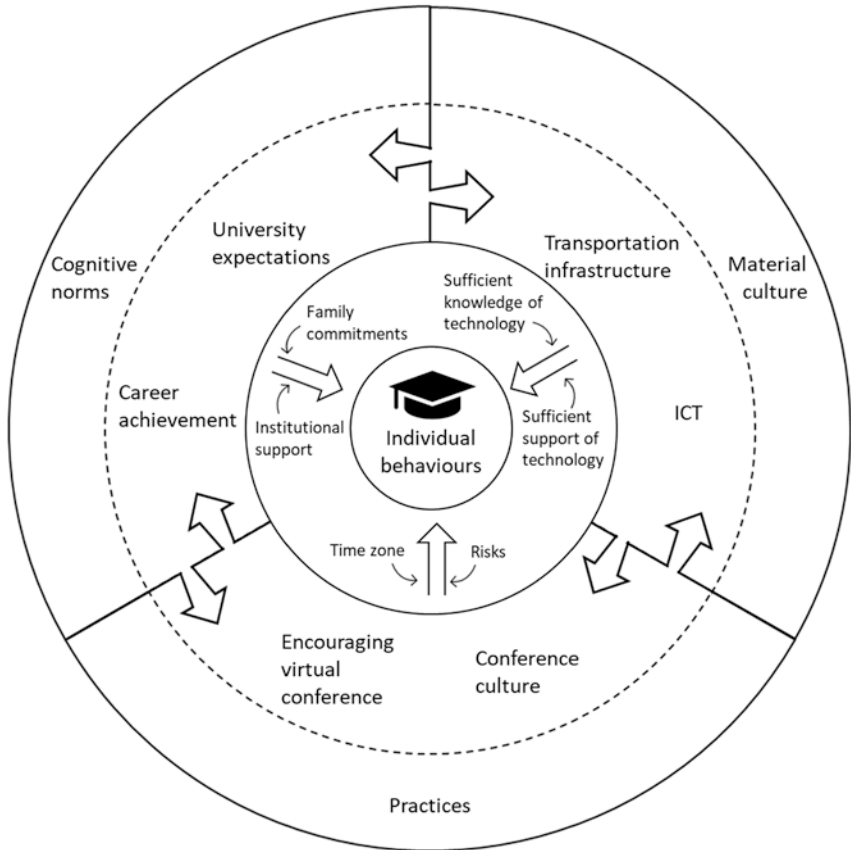 University
expectations
Transportation
infrastructure
Cognitive
norms
Material
culture
Family
commitments
Sufficient
knowledge of
technology
Career
achievement
Institutional
support
Individual
behaviours
Sufficient
support of
technology
ICT
Time zone
Risks
Encouraging
virtual
conference
Conference
culture
Practices